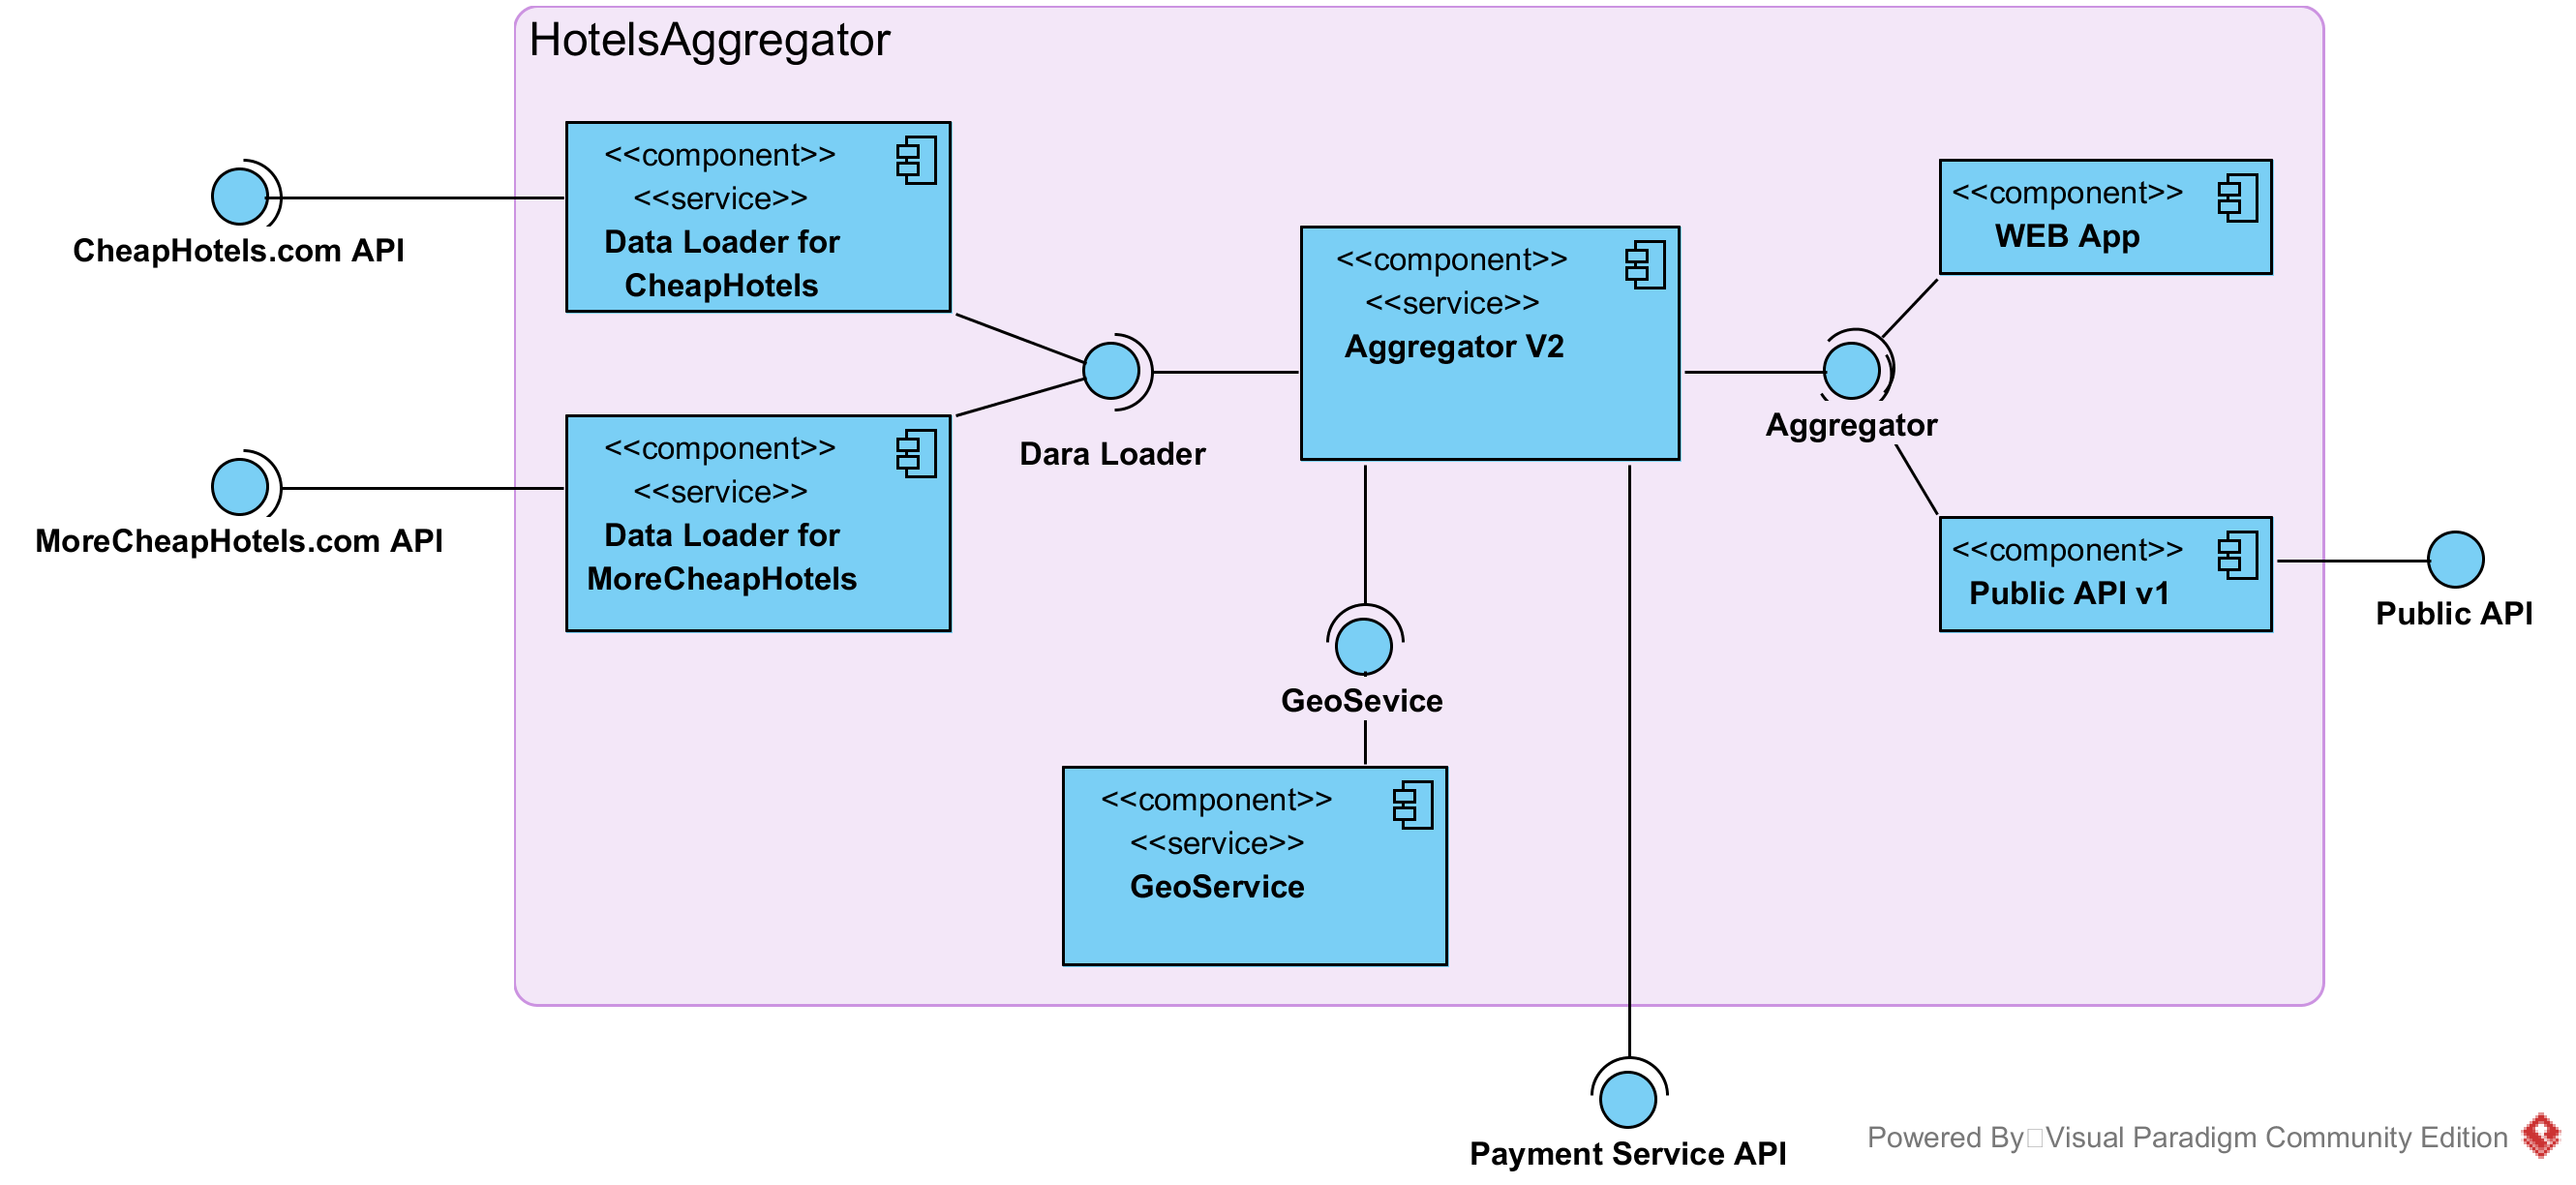 HotelsAggregator
<<component>>
<<service>>
Data Loader for
CheapHotels
CheapHotels.com API
<<component>>
<<service>>
Data Loader for
MoreCheapHotels
MoreCheapHotels.com API
Dara Loader
<<component>>
<<service>>
Aggregator V2
<<component>>
WEB App
Aggregator
<<component>>
Public API v1
Public API
GeoSevice
<<component>>
<<service>>
GeoService
Payment Service API
Powered By Visual Paradigm Community Edition